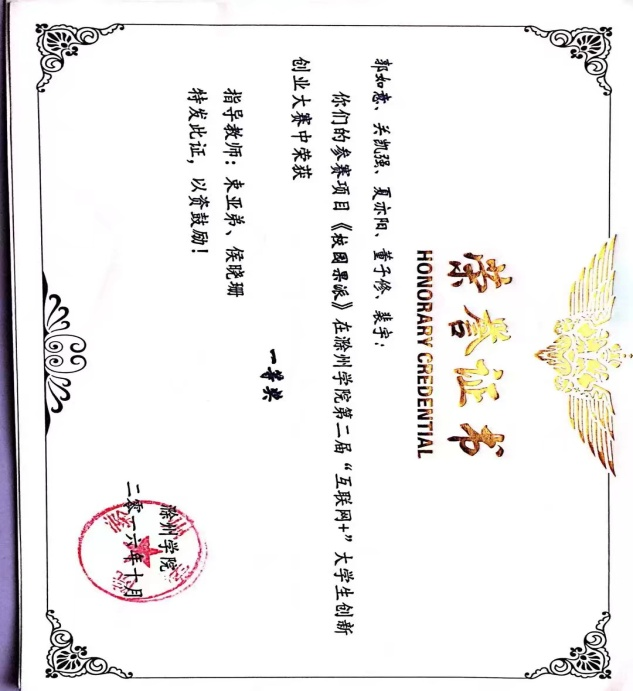 荣誉证书
HONORARY CREDENTIAL
郭如意、关凯强、夏亦阳、董子修、裴宇：
你们的参赛项目《校园果派》在滁州学院第二届“互联网+”大学生创新
创业大赛中荣获
一等奖
指导教师：束亚弟、侯晓珊
特发此证，以资鼓励！
滁州学院
二零一六年十月